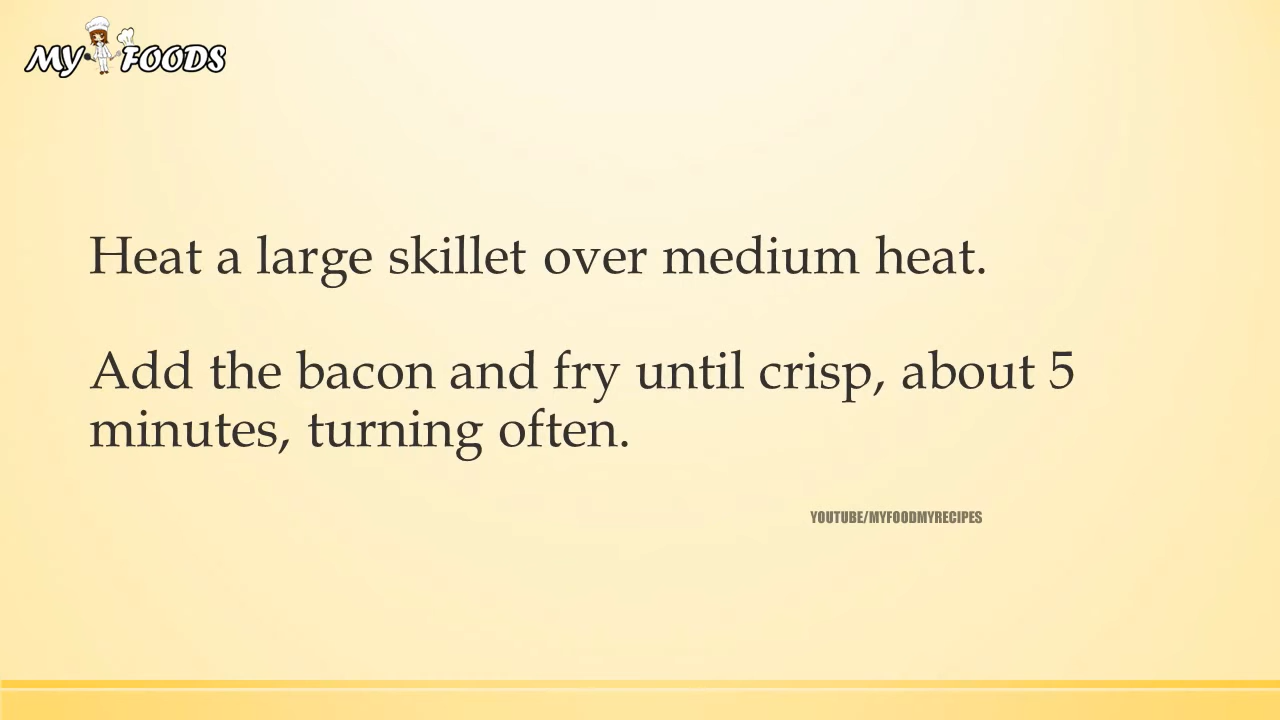 MY FOODS
Heat a large skillet over medium heat.
Add the bacon and fry until crisp, about 5
minutes, turning often.
YOUTUBE/MYFOODMYRECIPES